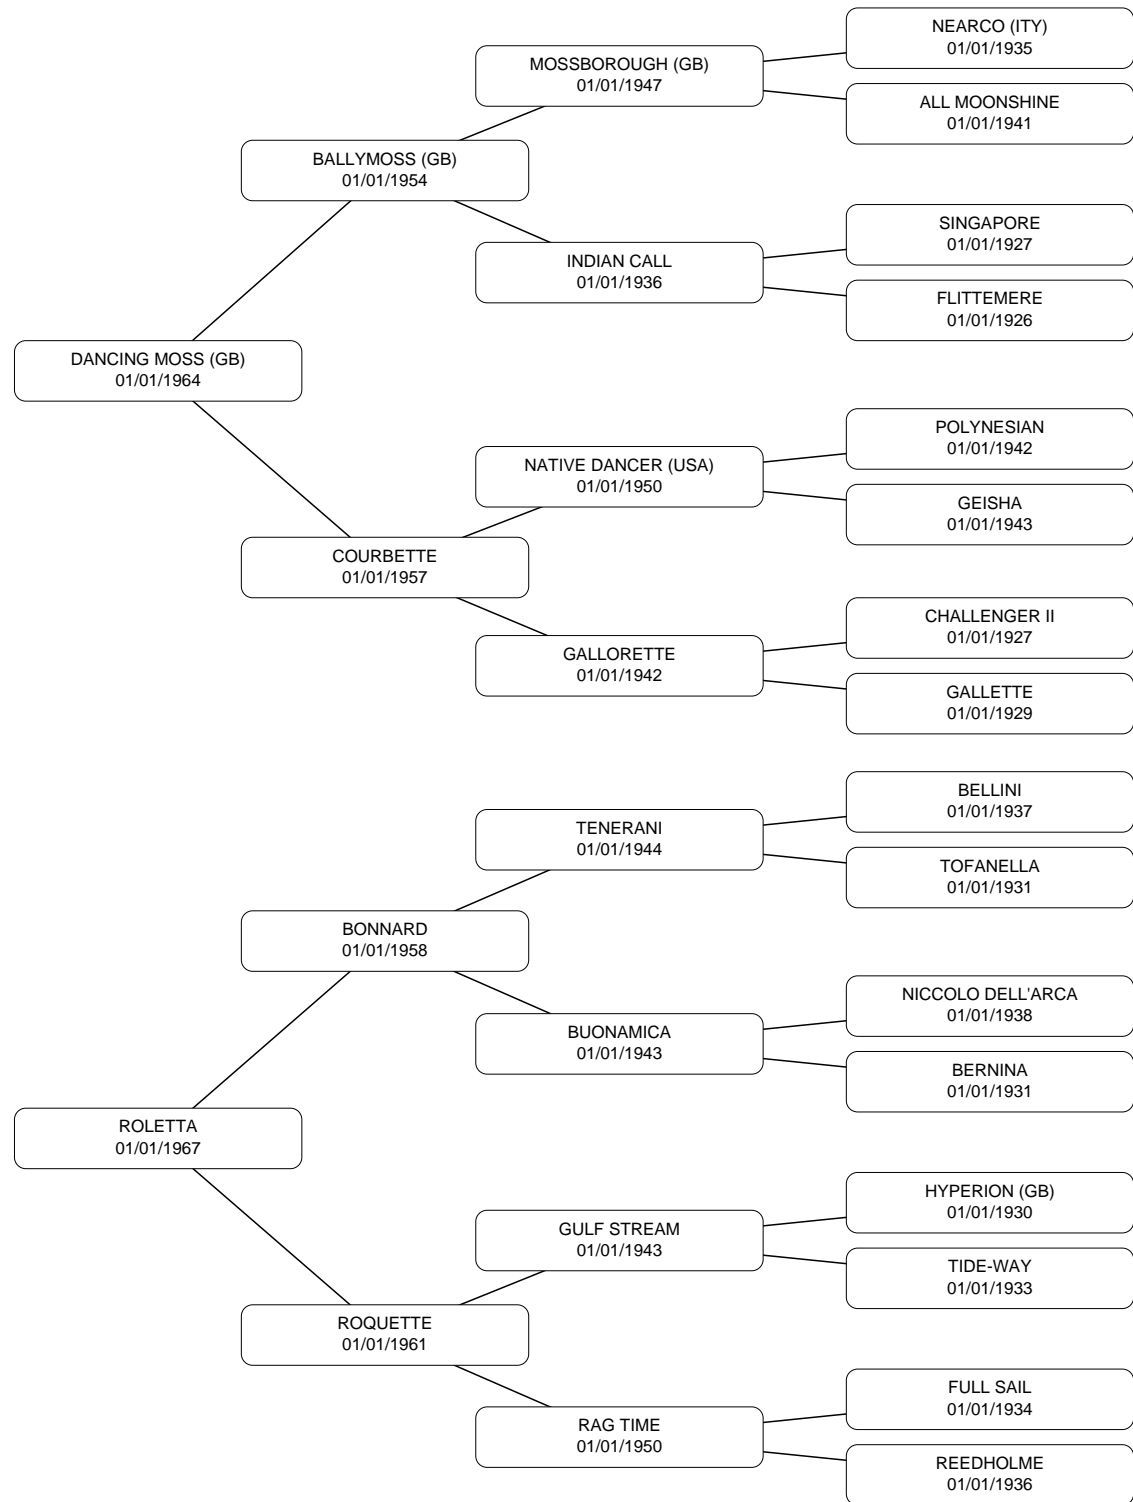 NEARCO (ITY)
01/01/1935
MOSSBOROUGH (GB)
01/01/1947
ALL MOONSHINE
01/01/1941
BALLYMOSS (GB)
01/01/1954
SINGAPORE
01/01/1927
INDIAN CALL
01/01/1936
FLITTEMERE
01/01/1926
DANCING MOSS (GB)
01/01/1964
POLYNESIAN
01/01/1942
NATIVE DANCER (USA)
01/01/1950
GEISHA
01/01/1943
COURBETTE
01/01/1957
CHALLENGER II
01/01/1927
GALLORETTE
01/01/1942
GALLETTE
01/01/1929
BELLINI
01/01/1937
TENERANI
01/01/1944
TOFANELLA
01/01/1931
BONNARD
01/01/1958
NICCOLO DELL'ARCA
01/01/1938
BUONAMICA
01/01/1943
BERNINA
01/01/1931
ROLETTA
01/01/1967
HYPERION (GB)
01/01/1930
GULF STREAM
01/01/1943
TIDE-WAY
01/01/1933
ROQUETTE
01/01/1961
FULL SAIL
01/01/1934
RAG TIME
01/01/1950
REEDHOLME
01/01/1936